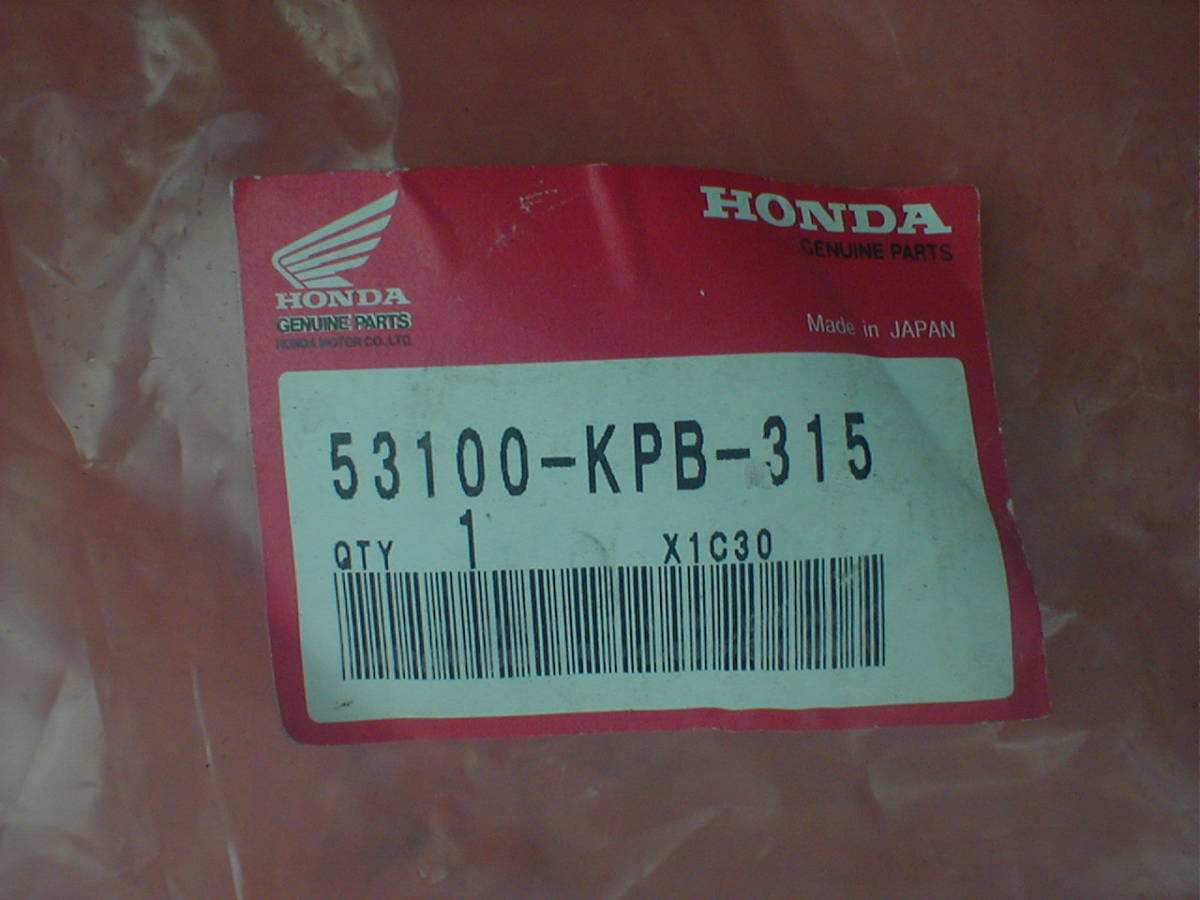 HONDA
GENUINE PARTS
HONDA MOTOR CO.,LTD.
HONDA
GENUINE PARTS
Made in JAPAN
53100-KPB-315
QTY 1 X1C30